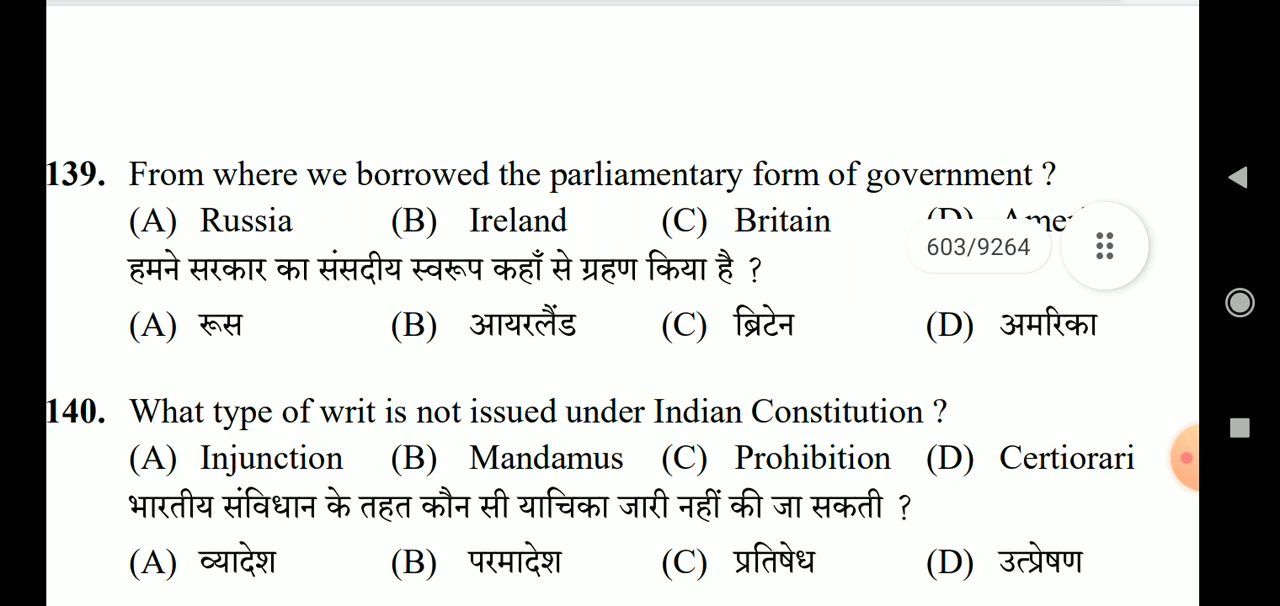 139. From where we borrowed the parliamentary form of government ?
(A) Russia (B) Ireland (C) Britain (D)
603/9264
हमने सरकार का संसदीय स्वरूप कहाँ से ग्रहण किया है ?
(A) रूस (B) आयरलैंड (C) ब्रिटेन (D) अमरिका
140. What type of writ is not issued under Indian Constitution ?
(A) Injunction (B) Mandamus (C) Prohibition (D) Certiorari
भारतीय संविधान के तहत कौन सी याचिका जारी नहीं की जा सकती ?
(A) व्यादेश (B) परमादेश (C) प्रतिषेध (D) उत्प्रेषण